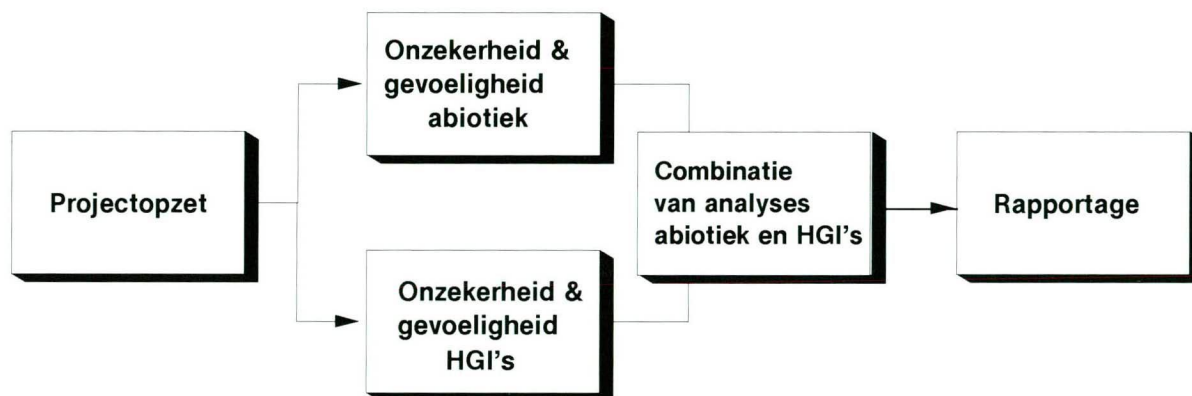 Projectopzet
Onzekerheid &
gevoeligheid
abiotiek
Onzekerheid &
gevoeligheid
HGI's
Combinatie
van analyses
abiotiek en HGI's
Rapportage